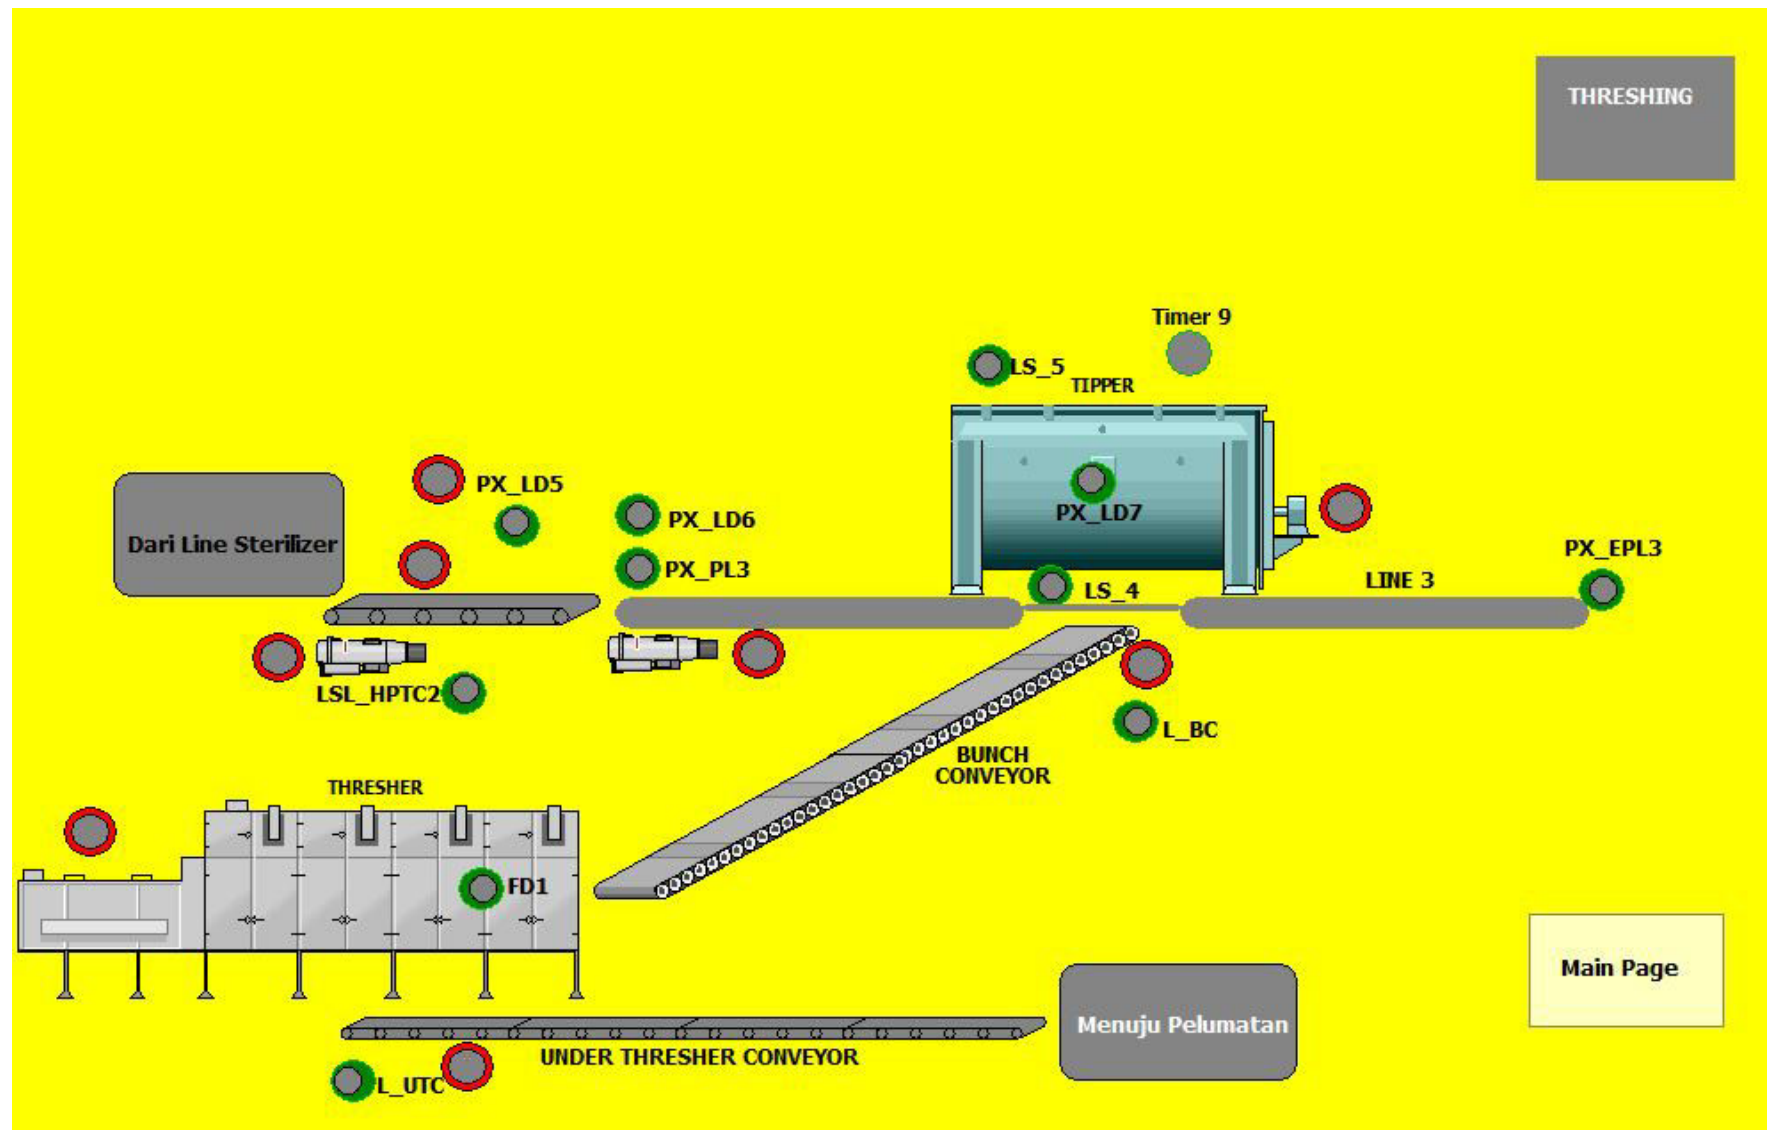 THRESHING
Timer 9
LS_5
TIPPER
PX_LD5
PX_LD6
PX_LD7
Dari Line Sterilizer
PX_PL3
PX_EPL3
LS_4
LINE 3
LSL_HPTC2
L_BC
BUNCH
CONVEYOR
THRESHER
FD1
Main Page
Menuju Pelumatan
UNDER THRESHER CONVEYOR
L_UTC